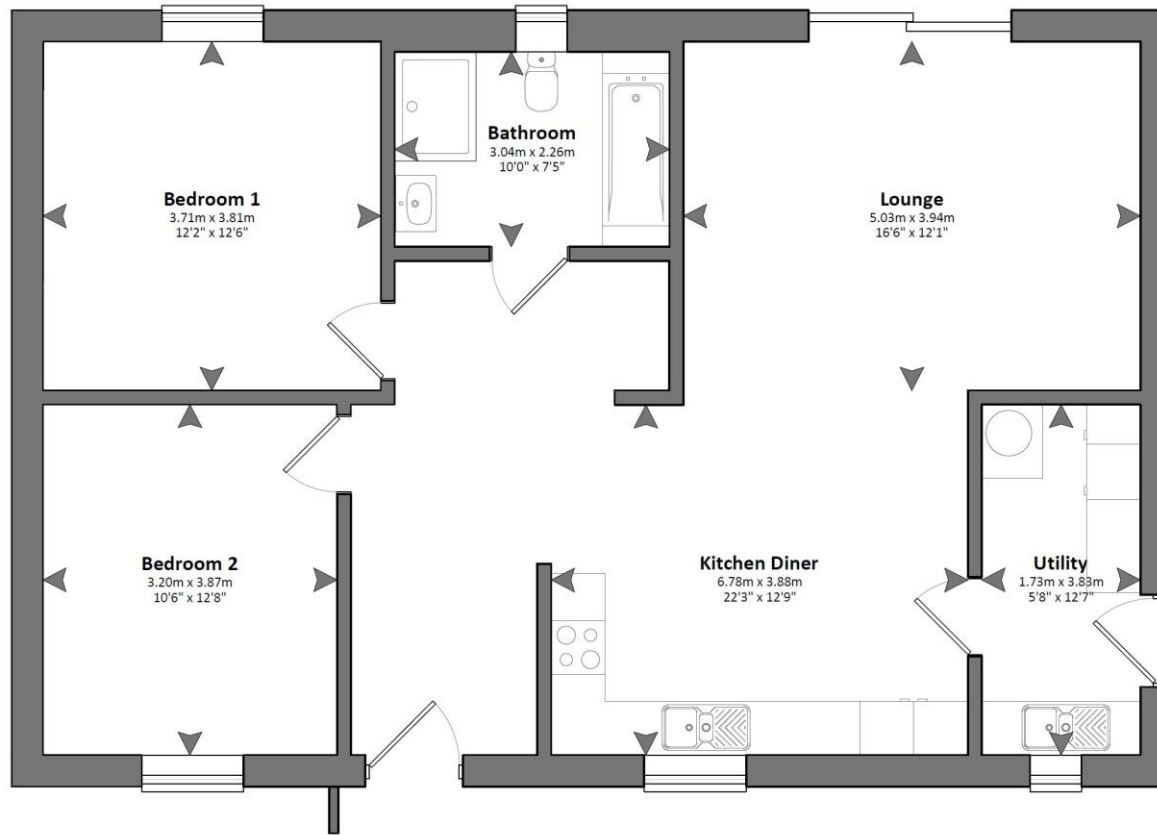 Bathroom
3.04m x 2.26m
10'0" x 7'5"
Bedroom 1
3.71m x 3.81m
12'2" x 12'6"
Lounge
5.03m x 3.94m
16'6" x 12'1"
Bedroom 2
3.20m x 3.87m
10'6" x 12'8"
Kitchen Diner
6.78m x 3.88m
22'3" x 12'9"
Utility
1.73m x 3.83m
5'8" x 12'7"